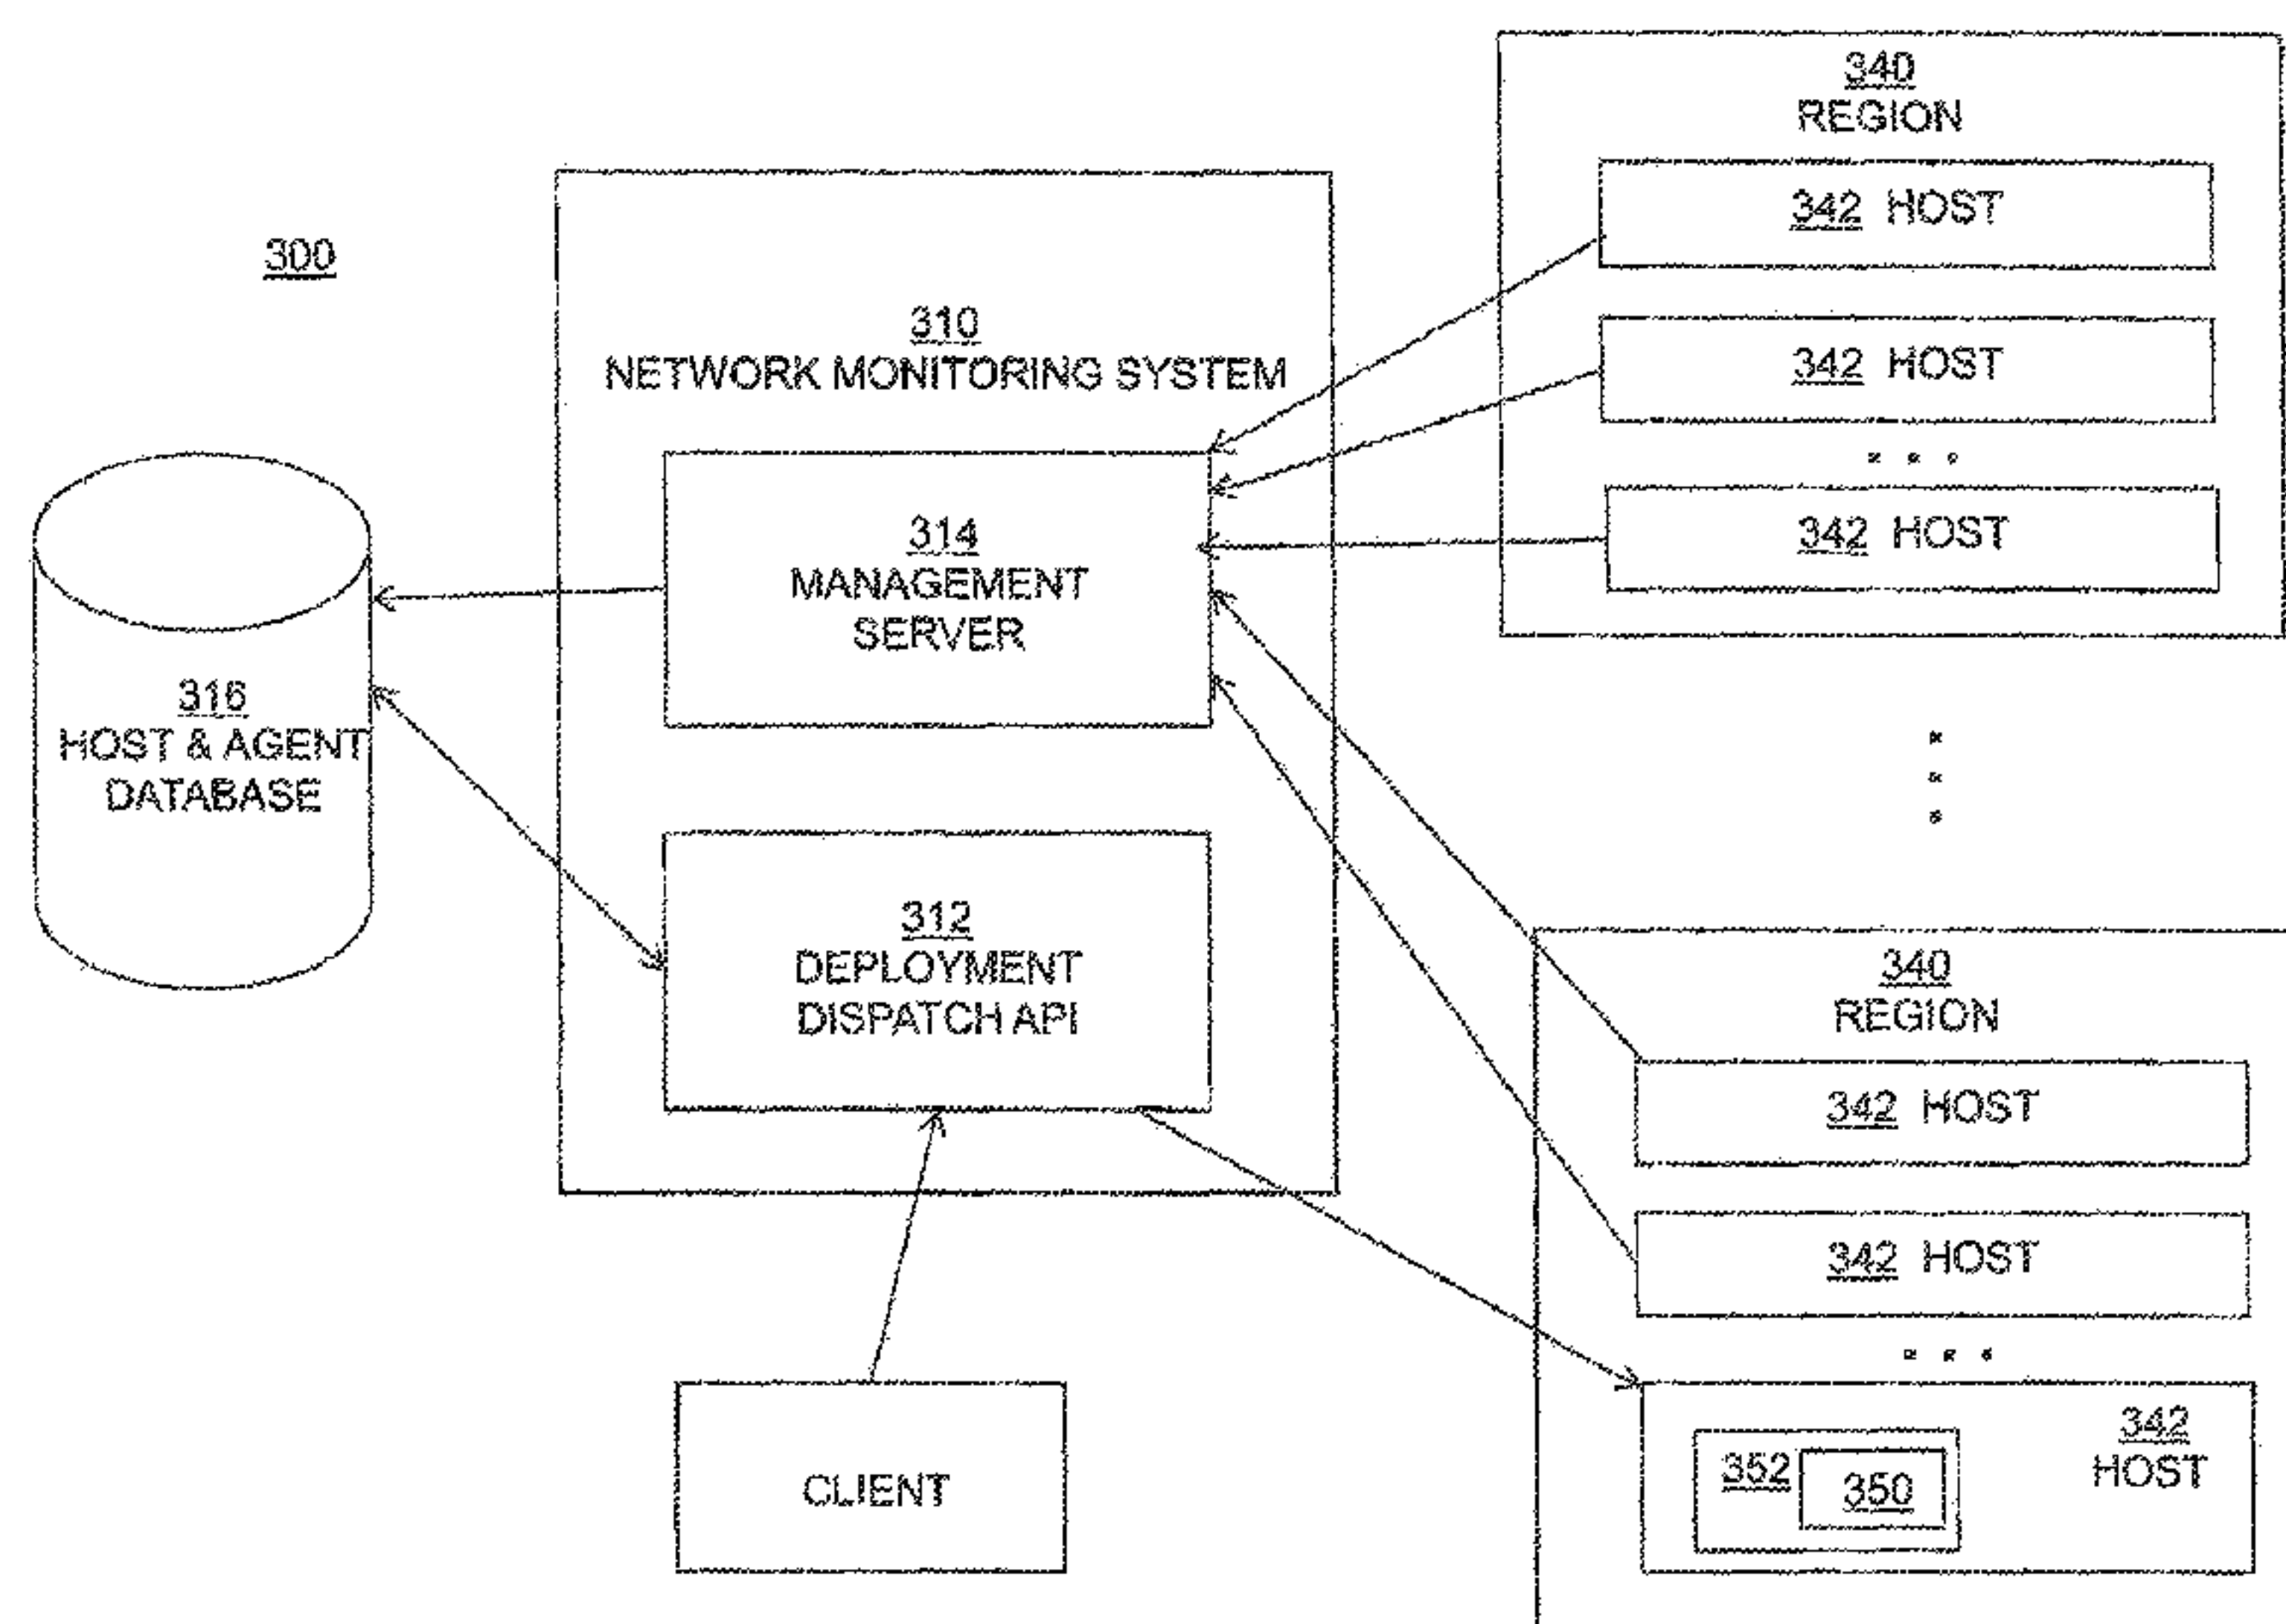 300
310
NETWORK MONITORING SYSTEM
314
MANAGEMENT
SERVER
312
DEPLOYMENT
DISPATCH API
316
HOST & AGENT
DATABASE
CLIENT
340
REGION
342 HOST
342 HOST
342 HOST
340
REGION
342 HOST
342 HOST
342
HOST
352
350